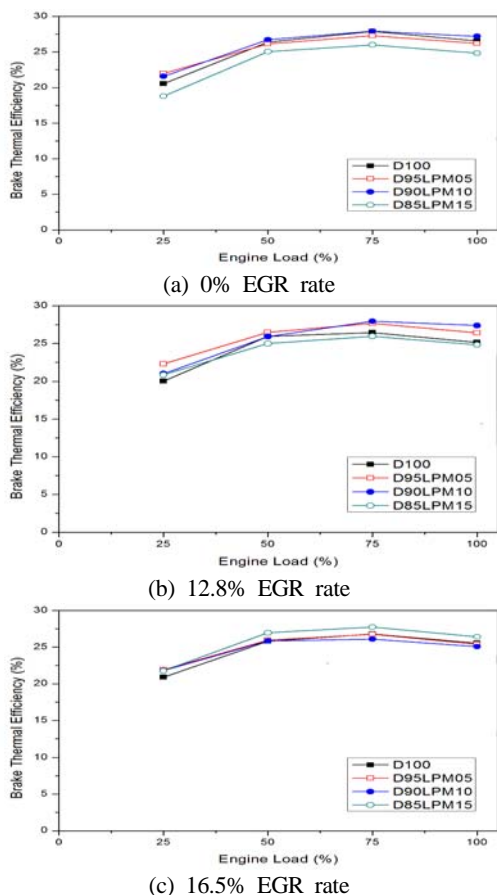 Brake Thermal Efficiency (%)
30
25
20
15
10
5
0
D100
D95LPM05
D90LPM10
D85LPM15
0
25
50
75
100
Engine Load (%)
(a) 0% EGR rate
Brake Thermal Efficiency (%)
30
25
20
15
10
5
0
D100
D95LPM05
D90LPM10
D85LPM15
0
25
50
75
100
Engine Load (%)
(b) 12.8% EGR rate
Brake Thermal Efficiency (%)
30
25
20
15
10
5
0
D100
D95LPM05
D90LPM10
D85LPM15
0
25
50
75
100
Engine Load (%)
(c) 16.5% EGR rate